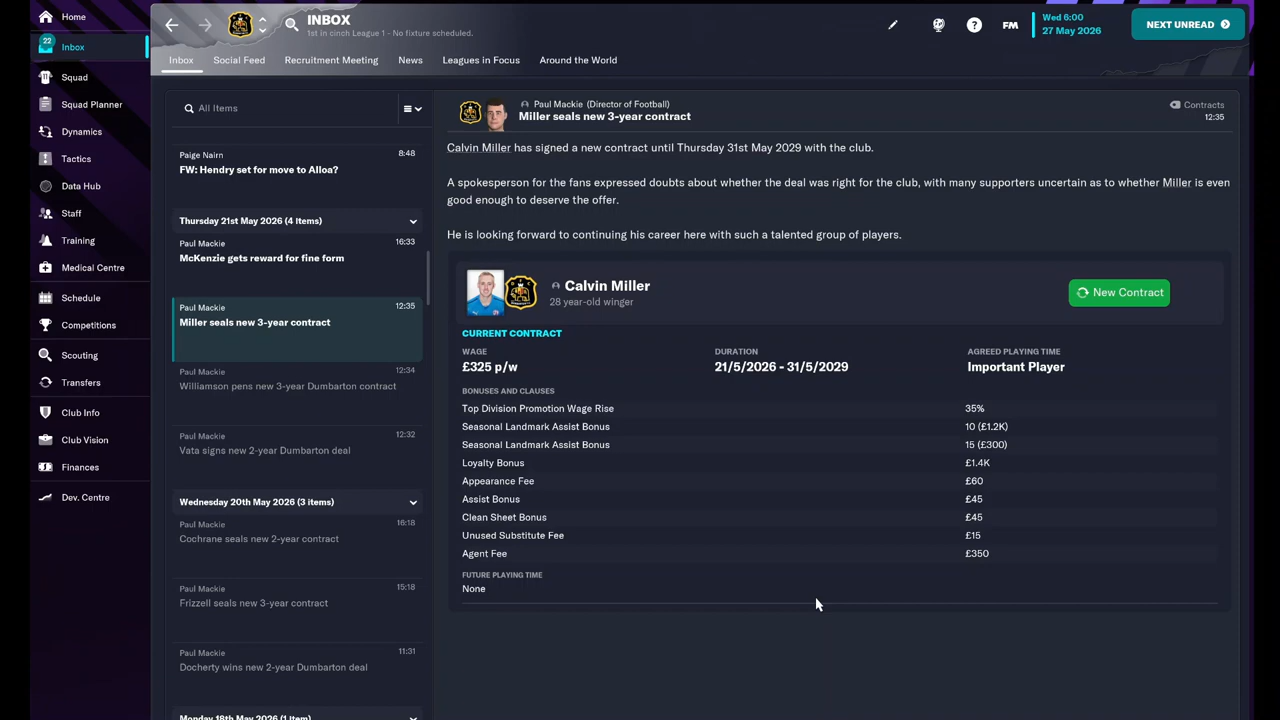 Home
22
Inbox
Squad
Squad Planner
Dynamics
Tactics
Data Hub
Staff
Training
Medical Centre
Schedule
Competitions
Scouting
Transfers
Club Info
Club Vision
Finances
Dev. Centre
INBOX
1st in cinch League 1 - No fixture scheduled.
FM
Wed 6:00
27 May 2026
NEXT UNREAD
Inbox Social Feed Recruitment Meeting News Leagues in Focus Around the World
All Items
Paige Nairn 8:48
FW: Hendry set for move to Alloa?
Thursday 21st May 2026 (4 items)
Paul Mackie 16:33
McKenzie gets reward for fine form
Paul Mackie 12:35
Miller seals new 3-year contract
Paul Mackie 12:34
Williamson pens new 3-year Dumbarton contract
Paul Mackie 12:32
Vata signs new 2-year Dumbarton deal
Wednesday 20th May 2026 (3 items)
Paul Mackie 16:18
Cochrane seals new 2-year contract
Paul Mackie 15:18
Frizzell seals new 3-year contract
Paul Mackie 11:31
Docherty wins new 2-year Dumbarton deal
Monday 18th May 2026 (1 item)
Paul Mackie (Director of Football)
Miller seals new 3-year contract
Contracts
12:35
Calvin Miller has signed a new contract until Thursday 31st May 2029 with the club.
A spokesperson for the fans expressed doubts about whether the deal was right for the club, with many supporters uncertain as to whether Miller is even
good enough to deserve the offer.
He is looking forward to continuing his career here with such a talented group of players.
Calvin Miller
28 year-old winger
New Contract
CURRENT CONTRACT
WAGE DURATION AGREED PLAYING TIME
£325 p/w 21/5/2026 - 31/5/2029 Important Player
BONUSES AND CLAUSES
Top Division Promotion Wage Rise 35%
Seasonal Landmark Assist Bonus 10 (£1.2K)
Seasonal Landmark Assist Bonus 15 (£300)
Loyalty Bonus £1.4K
Appearance Fee £60
Assist Bonus £45
Clean Sheet Bonus £45
Unused Substitute Fee £15
Agent Fee £350
FUTURE PLAYING TIME
None